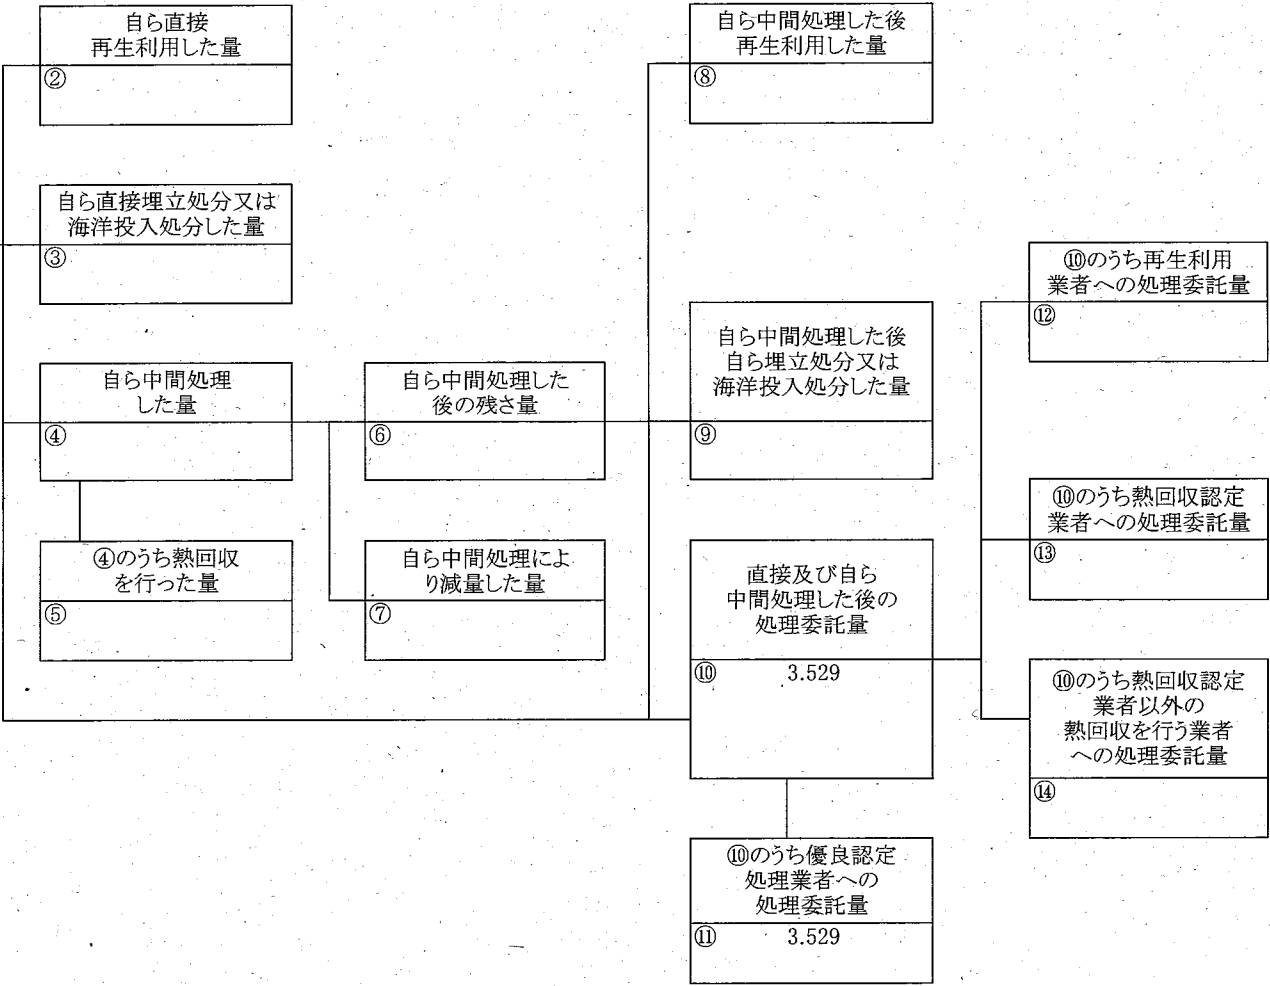 自ら直接
再生利用した量
②
自ら直接埋立処分又は
海洋投入処分した量
③
自ら中間処理
した量
④
④のうち熱回収
を行った量
⑤
自ら中間処理した
後の残さ量
⑥
自ら中間処理によ
り減量した量
⑦
自ら中間処理した後
再生利用した量
⑧
自ら中間処理した後
自ら埋立処分又は
海洋投入処分した量
⑨
直接及び自ら
中間処理した後の
処理委託量
⑩ 3.529
⑩のうち優良認定
処理業者への
処理委託量
⑪ 3.529
⑩のうち再生利用
業者への処理委託量
⑫
⑩のうち熱回収認定
業者への処理委託量
⑬
⑩のうち熱回収認定
業者以外の
熱回収を行う業者
への処理委託量
⑭